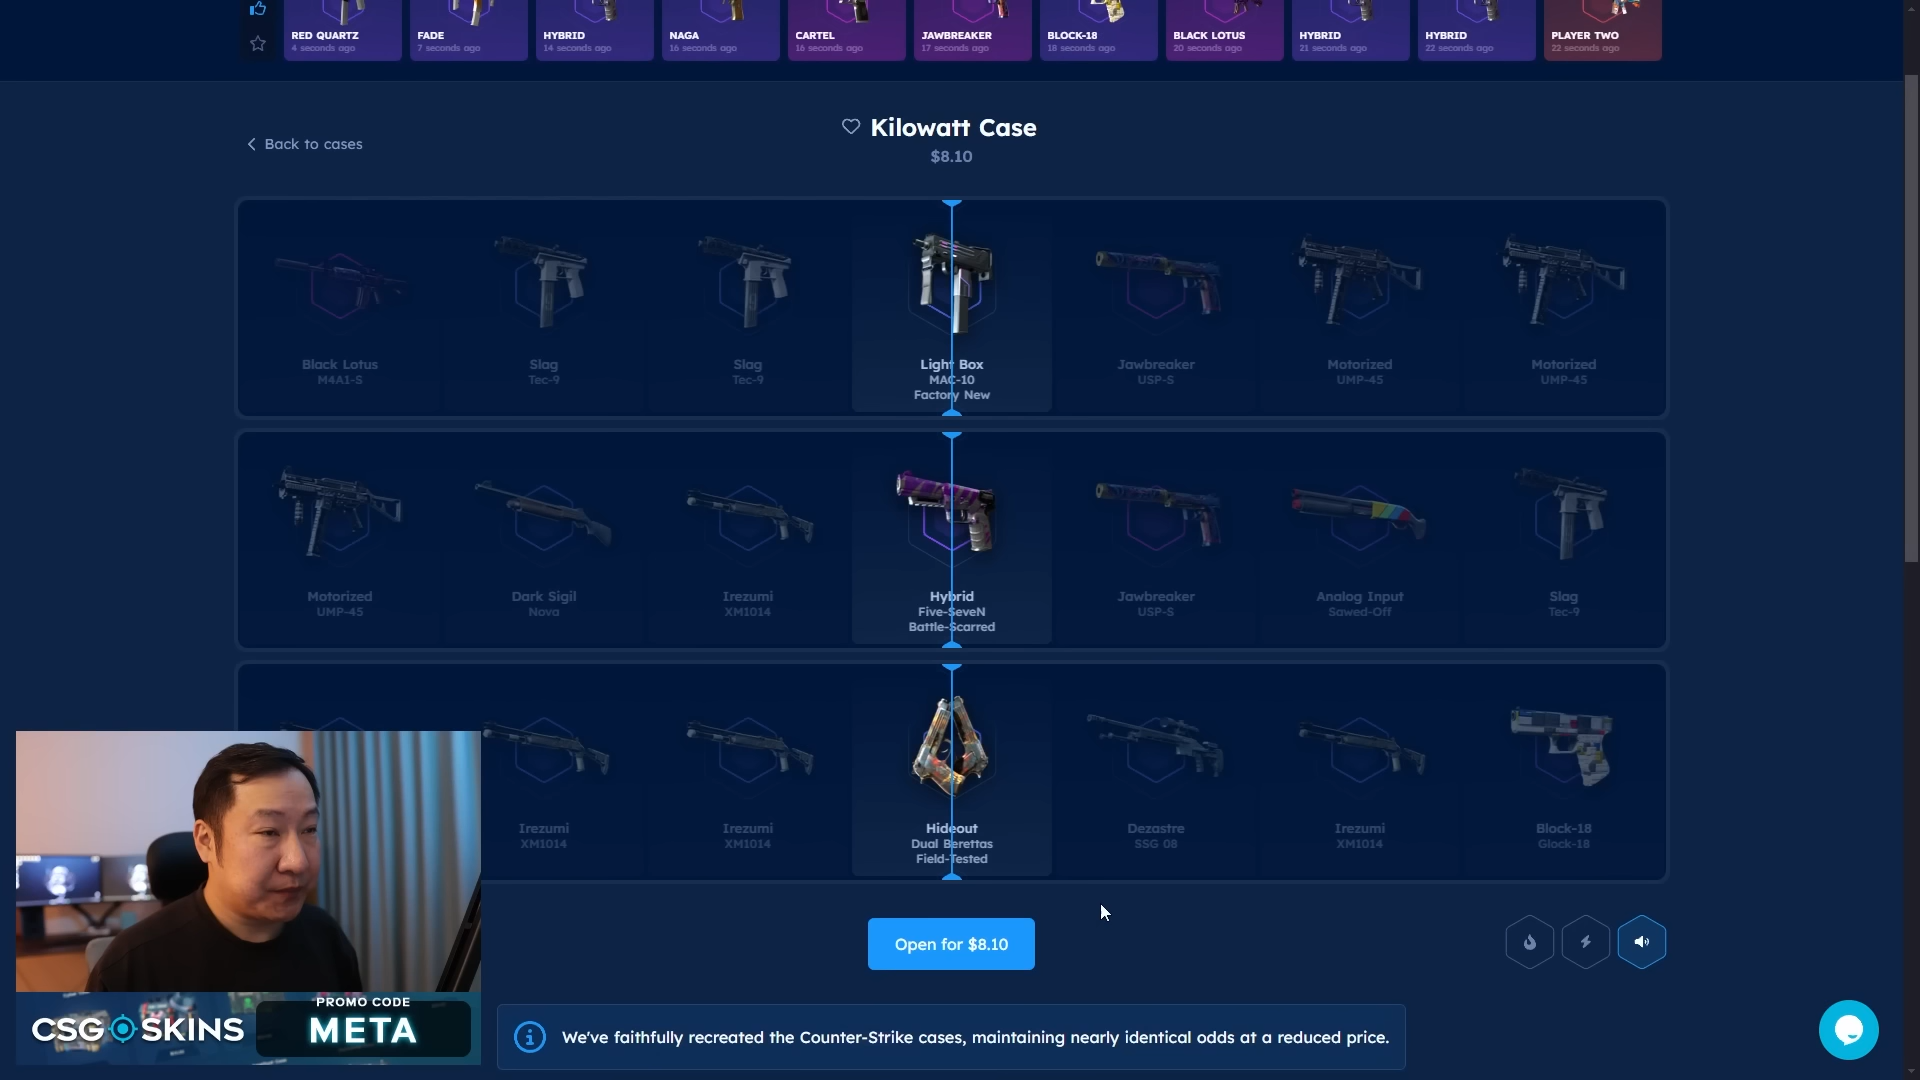 RED QUARTZ
4 seconds ago
FADE
7 seconds ago
HYBRID
14 seconds ago
NAGA
16 seconds ago
CARTEL
16 seconds ago
JAWBREAKER
17 seconds ago
BLOCK-18
18 seconds ago
BLACK LOTUS
20 seconds ago
HYBRID
21 seconds ago
HYBRID
22 seconds ago
PLAYER TWO
22 seconds ago
Back to cases
Kilowatt Case
$8.10
Black Lotus
M4A1-S
Slag
Tec-9
Slag
Tec-9
Light Box
MAC-10
Factory New
Jawbreaker
USP-S
Motorized
UMP-45
Motorized
UMP-45
Motorized
UMP-45
Dark Sigil
Nova
Irezumi
XM1014
Hybrid
Five-SeveN
Battle-Scarred
Jawbreaker
USP-S
Analog Input
Sawed-Off
Slag
Tec-9
Irezumi
XM1014
Irezumi
XM1014
Hideout
Dual Berettas
Field-Tested
Dezastre
SSG 08
Irezumi
XM1014
Block-18
Glock-18
Open for $8.10
We've faithfully recreated the Counter-Strike cases, maintaining nearly identical odds at a reduced price.
CSGOSKINS
PROMO CODE
META